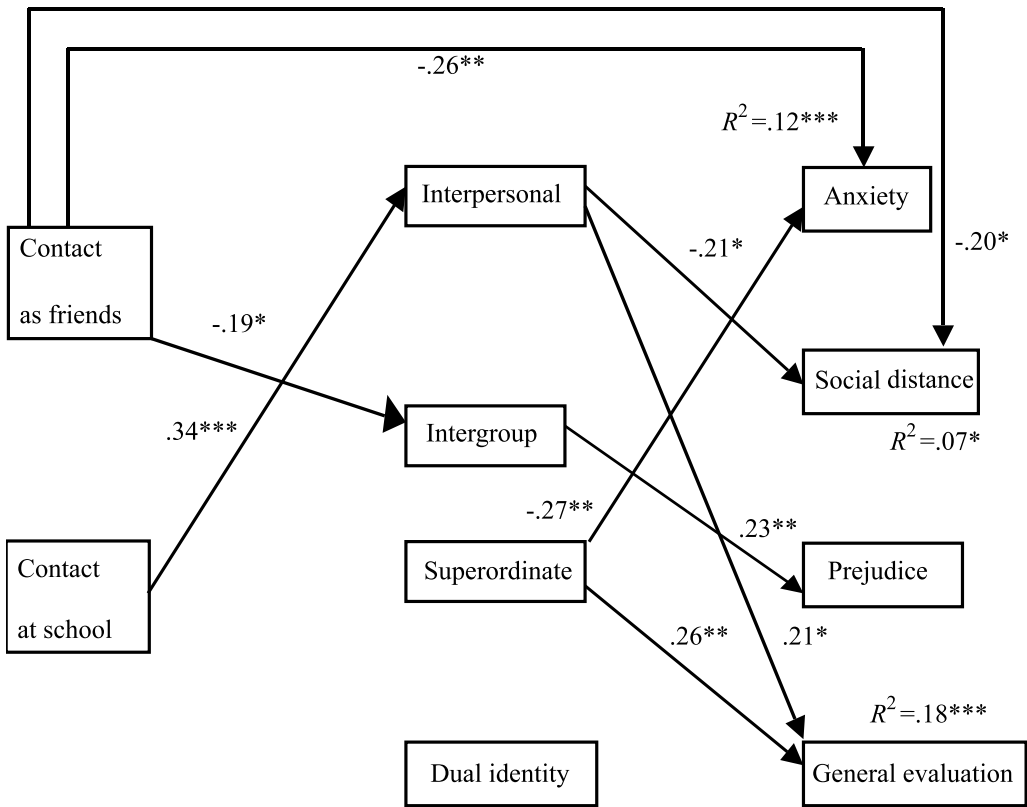 -.26**
R²=.12***
Interpersonal
Anxiety
Contact
as friends
-.21*
-.20*
-.19*
Social distance
.34***
Intergroup
R²=.07*
-.27**
.23**
Contact
at school
Superordinate
Prejudice
.26**
.21*
R²=.18***
Dual identity
General evaluation